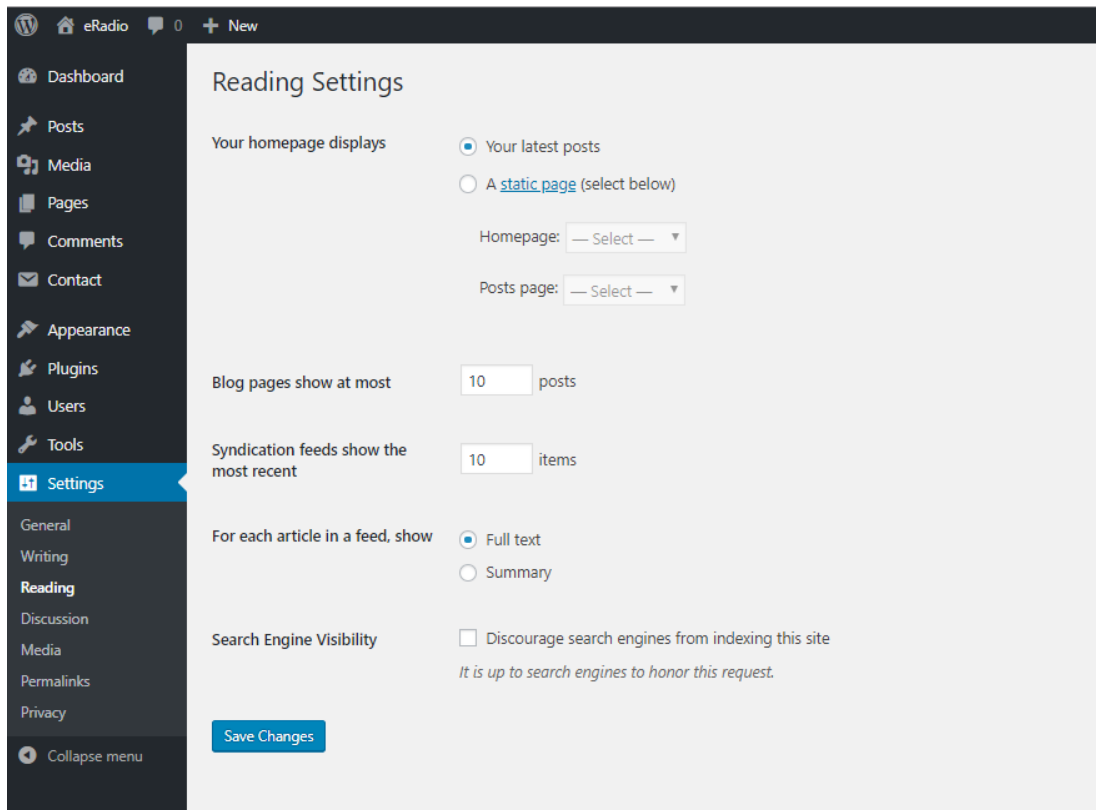 eRadio 0 New
Dashboard
Posts
Media
Pages
Comments
Contact
Appearance
Plugins
Users
Tools
Settings
General
Writing
Reading
Discussion
Media
Permalinks
Privacy
Collapse menu
Reading Settings
Your homepage displays
Your latest posts
A static page (select below)
Homepage: — Select —
Posts page: — Select —
Blog pages show at most 10 posts
Syndication feeds show the
most recent
10 items
For each article in a feed, show
Full text
Summary
Search Engine Visibility
Discourage search engines from indexing this site
It is up to search engines to honor this request.
Save Changes